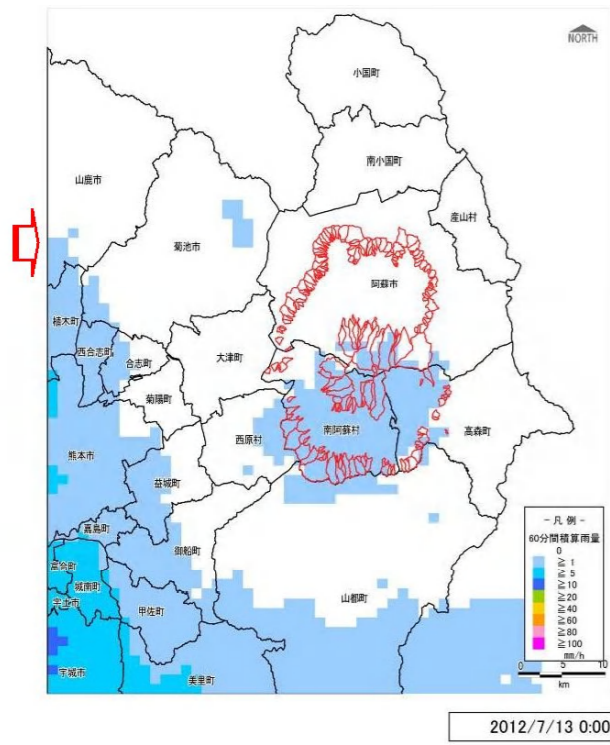 NORTH
小国町
南小国町
山鹿市
産山村
菊池市
阿蘇市
植木町
西合志町
合志町
大津町
菊陽町
南阿蘇村
高森町
西原村
熊本市
益城町
嘉島町
御船町
富合町
城南町
宇土市
甲佐町
山都町
宇城市
美里町
- 凡 例 -
60分間積算雨量
0
≧ 1
≧ 5
≧ 10
≧ 20
≧ 40
≧ 60
≧ 80
≧ 100
mm/h
0 5 10
km
2012/7/13 0:00